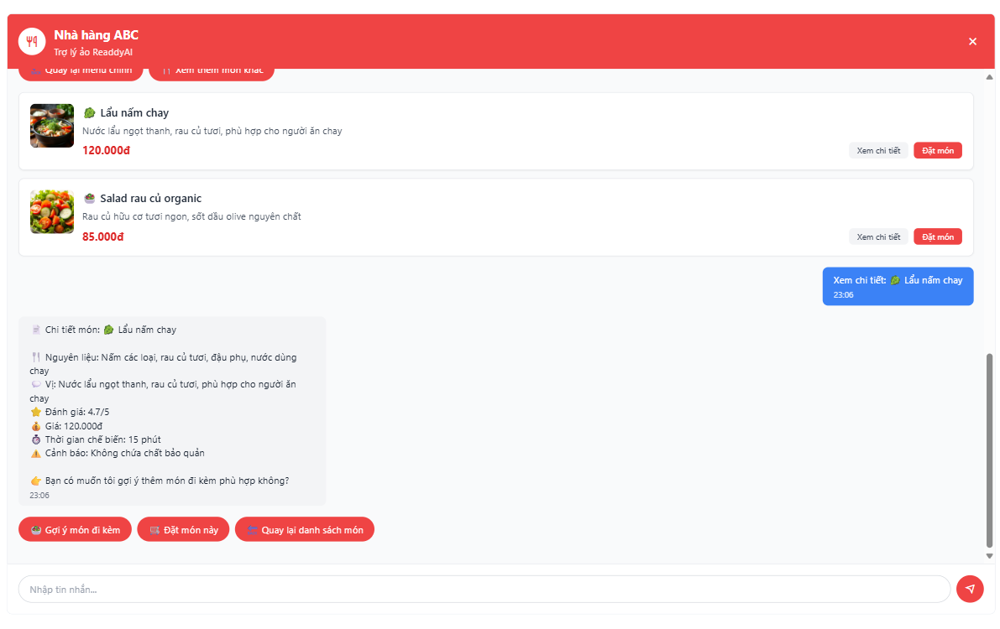 Nhà hàng ABC
Trợ lý ảo ReaddyAI
Quay lại menu chính
Xem thêm món khác
Lẩu nấm chay
Nước lẩu ngọt thanh, rau củ tươi, phù hợp cho người ăn chay
120.000đ
Xem chi tiết
Đặt món
Salad rau củ organic
Rau củ hữu cơ tươi ngon, sốt dầu olive nguyên chất
85.000đ
Xem chi tiết
Đặt món
Xem chi tiết: Lẩu nấm chay
23:06
Chi tiết món: Lẩu nấm chay
Nguyên liệu: Nấm các loại, rau củ tươi, đậu phụ, nước dùng
chay
Vị: Nước lẩu ngọt thanh, rau củ tươi, phù hợp cho người ăn
chay
Đánh giá: 4.7/5
Giá: 120.000đ
Thời gian chế biến: 15 phút
Cảnh báo: Không chứa chất bảo quản
Bạn có muốn tôi gợi ý thêm món đi kèm phù hợp không?
23:06
Gợi ý món đi kèm
Đặt món này
Quay lại danh sách món
Nhập tin nhắn...